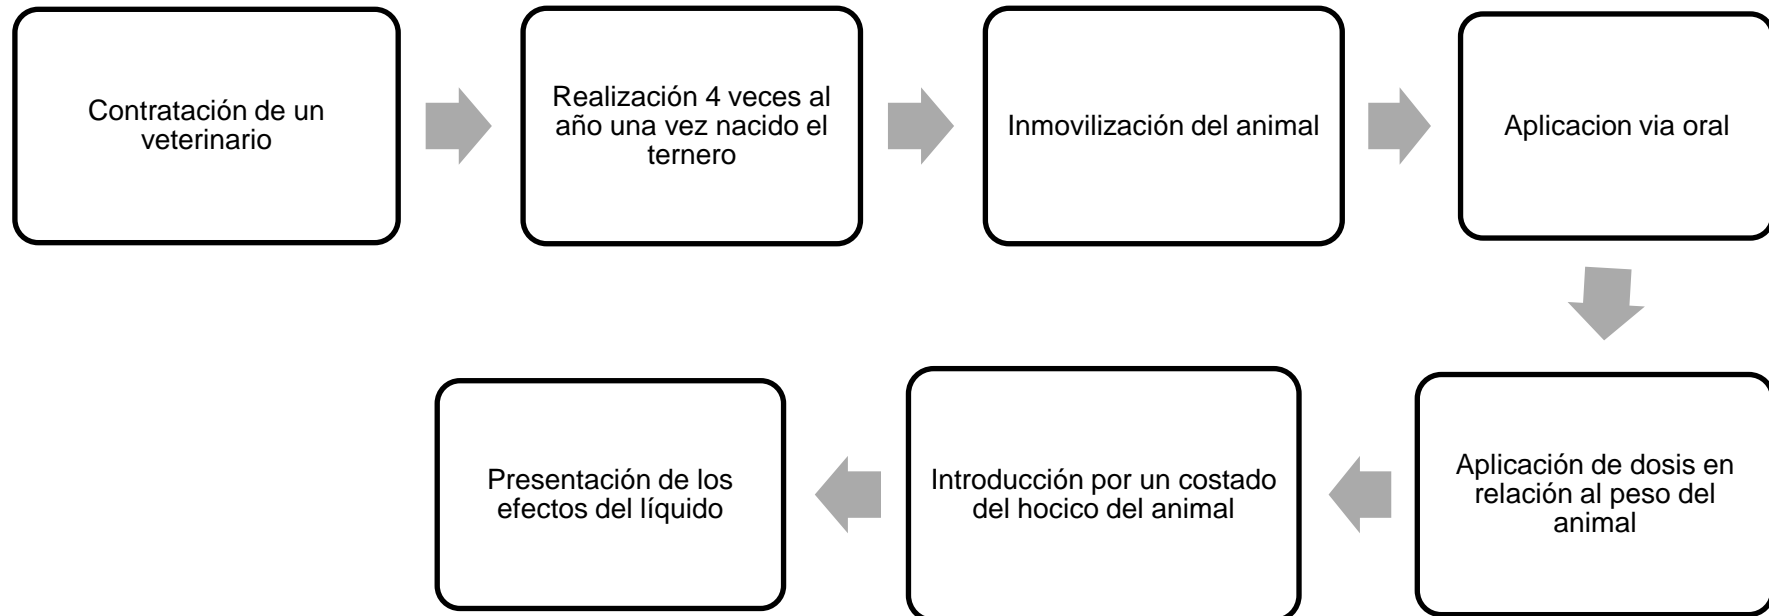 Contratación de un
veterinario
Realización 4 veces al
año una vez nacido el
ternero
Inmovilización del animal
Aplicacion via oral
Aplicación de dosis en
relación al peso del
animal
Introducción por un costado
del hocico del animal
Presentación de los
efectos del líquido